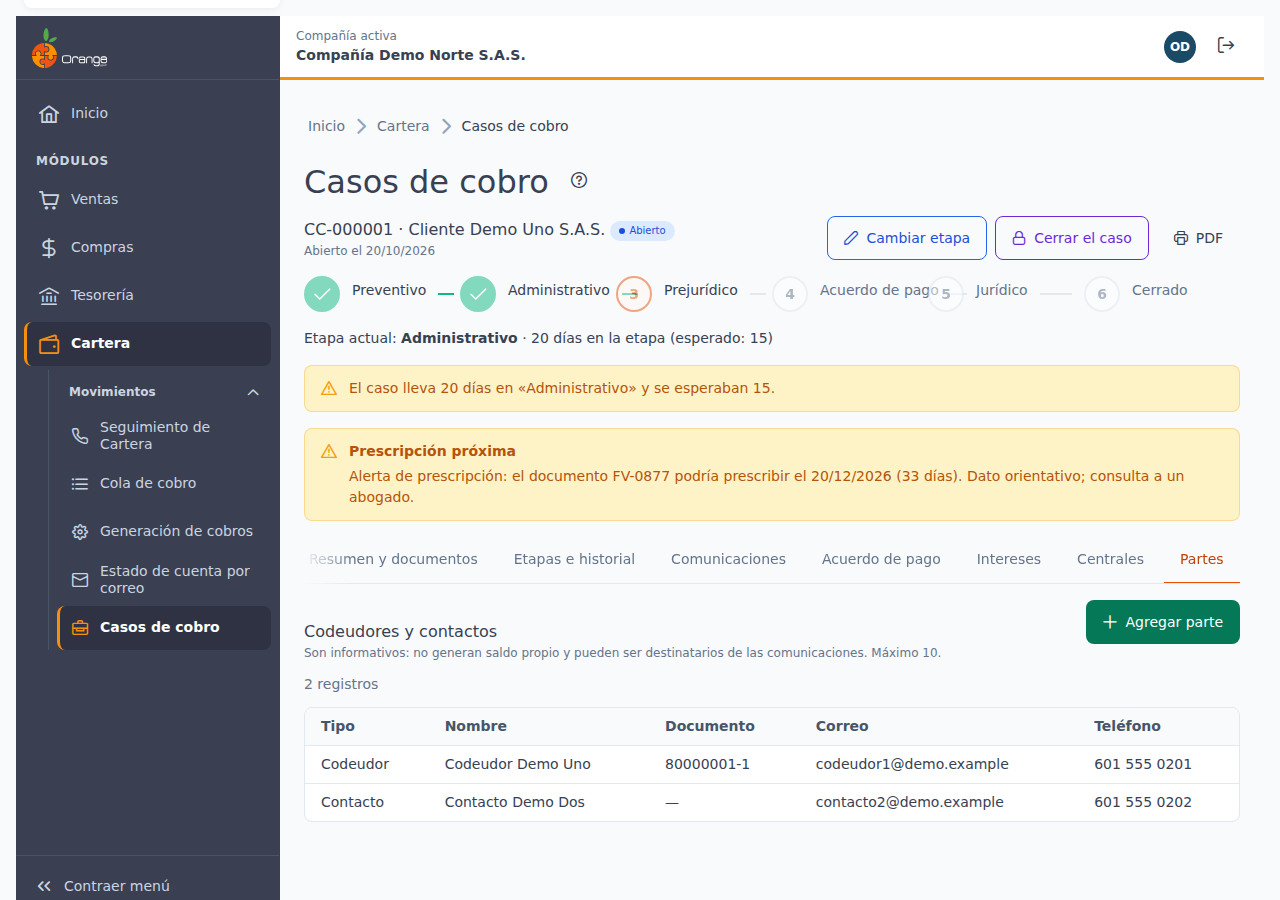 Orange
Compañía activa
Compañía Demo Norte S.A.S.
OD
Inicio
MÓDULOS
Ventas
Compras
Tesorería
Cartera
Movimientos
Seguimiento de
Cartera
Cola de cobro
Generación de cobros
Estado de cuenta por
correo
Casos de cobro
Contraer menú
Inicio Cartera Casos de cobro
Casos de cobro
CC-000001 · Cliente Demo Uno S.A.S. Abierto
Abierto el 20/10/2026
Cambiar etapa Cerrar el caso PDF
Preventivo Administrativo 3 Prejurídico 4 Acuerdo de pago 5 Jurídico 6 Cerrado
Etapa actual: Administrativo · 20 días en la etapa (esperado: 15)
El caso lleva 20 días en «Administrativo» y se esperaban 15.
Prescripción próxima
Alerta de prescripción: el documento FV-0877 podría prescribir el 20/12/2026 (33 días). Dato orientativo; consulta a un
abogado.
Resumen y documentos Etapas e historial Comunicaciones Acuerdo de pago Intereses Centrales Partes
Codeudores y contactos
Son informativos: no generan saldo propio y pueden ser destinatarios de las comunicaciones. Máximo 10.
Agregar parte
2 registros
Tipo Nombre Documento Correo Teléfono
Codeudor Codeudor Demo Uno 80000001-1 codeudor1@demo.example 601 555 0201
Contacto Contacto Demo Dos — contacto2@demo.example 601 555 0202